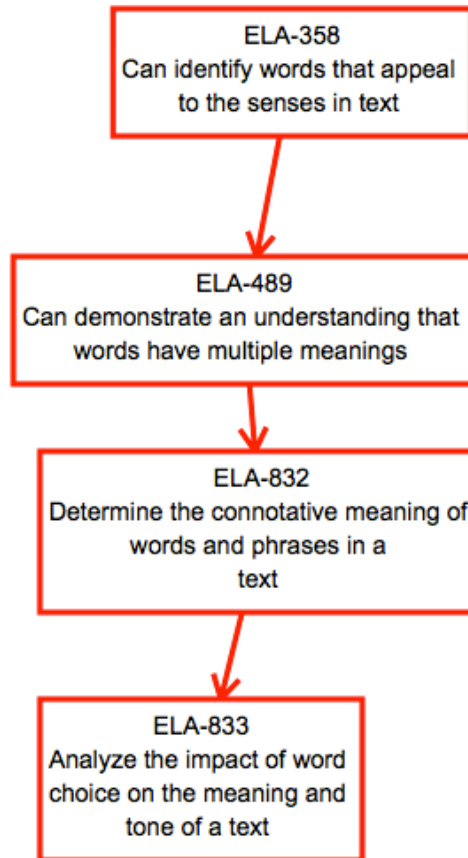 ELA-358
Can identify words that appeal
to the senses in text
ELA-489
Can demonstrate an understanding that
words have multiple meanings
ELA-832
Determine the connotative meaning of
words and phrases in a
text
ELA-833
Analyze the impact of word
choice on the meaning and
tone of a text